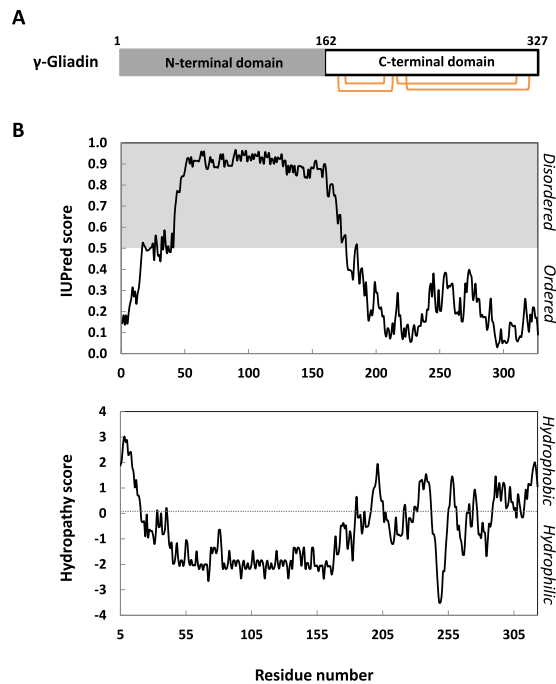 A
1 162 327
γ-Gliadin N-terminal domain C-terminal domain
B
1.0
0.9
0.8
0.7
0.6
0.5
0.4
0.3
0.2
0.1
0.0
IUPred score
Disordered
Ordered
0 50 100 150 200 250 300
4
3
2
1
0
-1
-2
-3
-4
Hydropathy score
Hydrophobic
Hydrophilic
5 55 105 155 205 255 305
Residue number